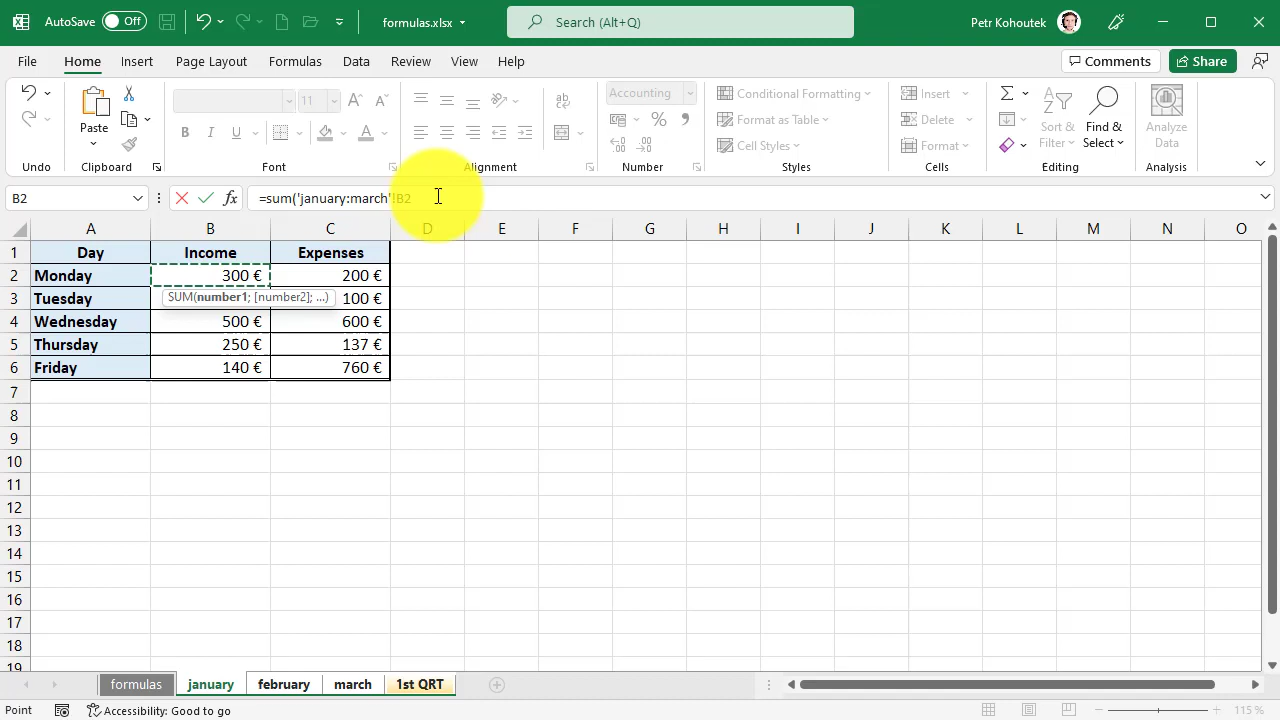 AutoSave Off formulas.xlsx Search (Alt+Q) Petr Kohoutek
File Home Insert Page Layout Formulas Data Review View Help Comments Share
11 Accounting Conditional Formatting Insert
Format as Table Delete
Paste B I U Cell Styles Format Sort & Filter Find & Select Analyze Data
Undo Clipboard Font Alignment Number Styles Cells Editing Analysis
B2 fx =sum('january:march'!B2
A B C D E F G H I J K L M N O
1 Day Income Expenses
2 Monday 300 € 200 €
SUM(number1; [number2]; ...)
3 Tuesday 100 €
4 Wednesday 500 € 600 €
5 Thursday 250 € 137 €
6 Friday 140 € 760 €
7
8
9
10
11
12
13
14
15
16
17
18
19
formulas january february march 1st QRT
Point Accessibility: Good to go 115 %